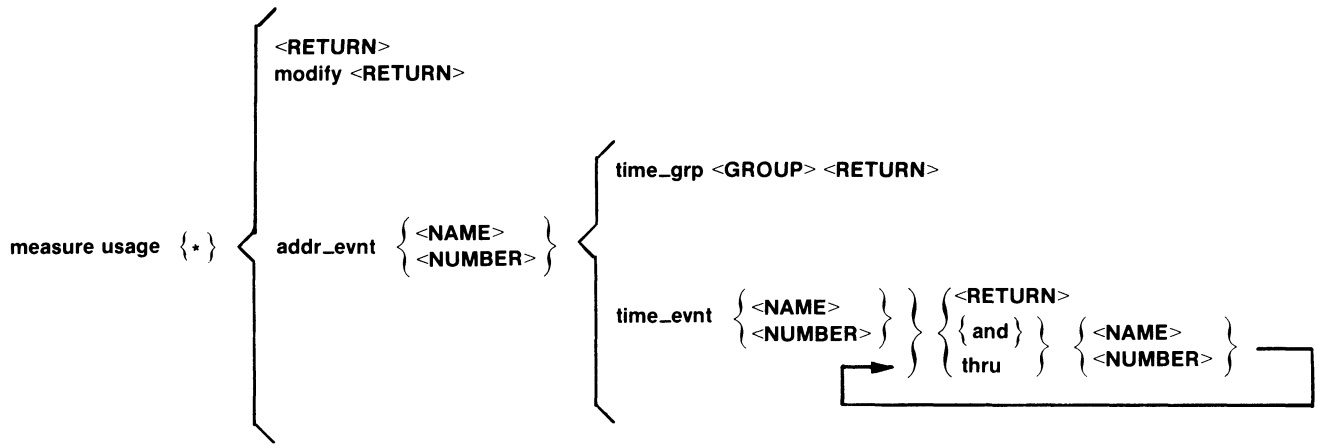 <RETURN>
modify <RETURN>
time_grp <GROUP> <RETURN>
measure usage {*}
addr_evnt
{<NAME>
<NUMBER>}
time_evnt
{<NAME>
<NUMBER>}
}
{<RETURN>
{and}
thru}
{<NAME>
<NUMBER>}